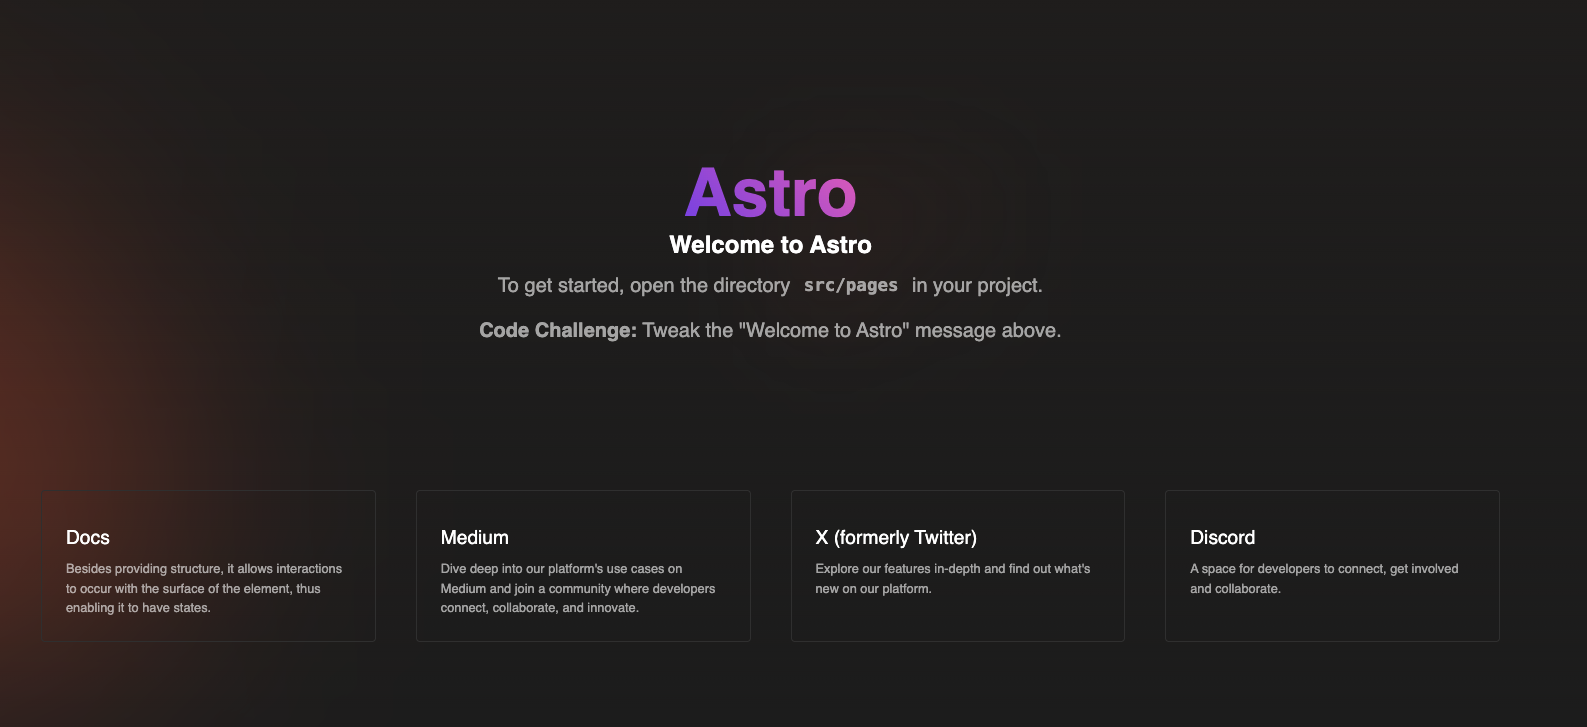 Astro
Welcome to Astro
To get started, open the directory src/pages in your project.
Code Challenge: Tweak the "Welcome to Astro" message above.
Docs
Besides providing structure, it allows interactions
to occur with the surface of the element, thus
enabling it to have states.
Medium
Dive deep into our platform's use cases on
Medium and join a community where developers
connect, collaborate, and innovate.
X (formerly Twitter)
Explore our features in-depth and find out what's
new on our platform.
Discord
A space for developers to connect, get involved
and collaborate.